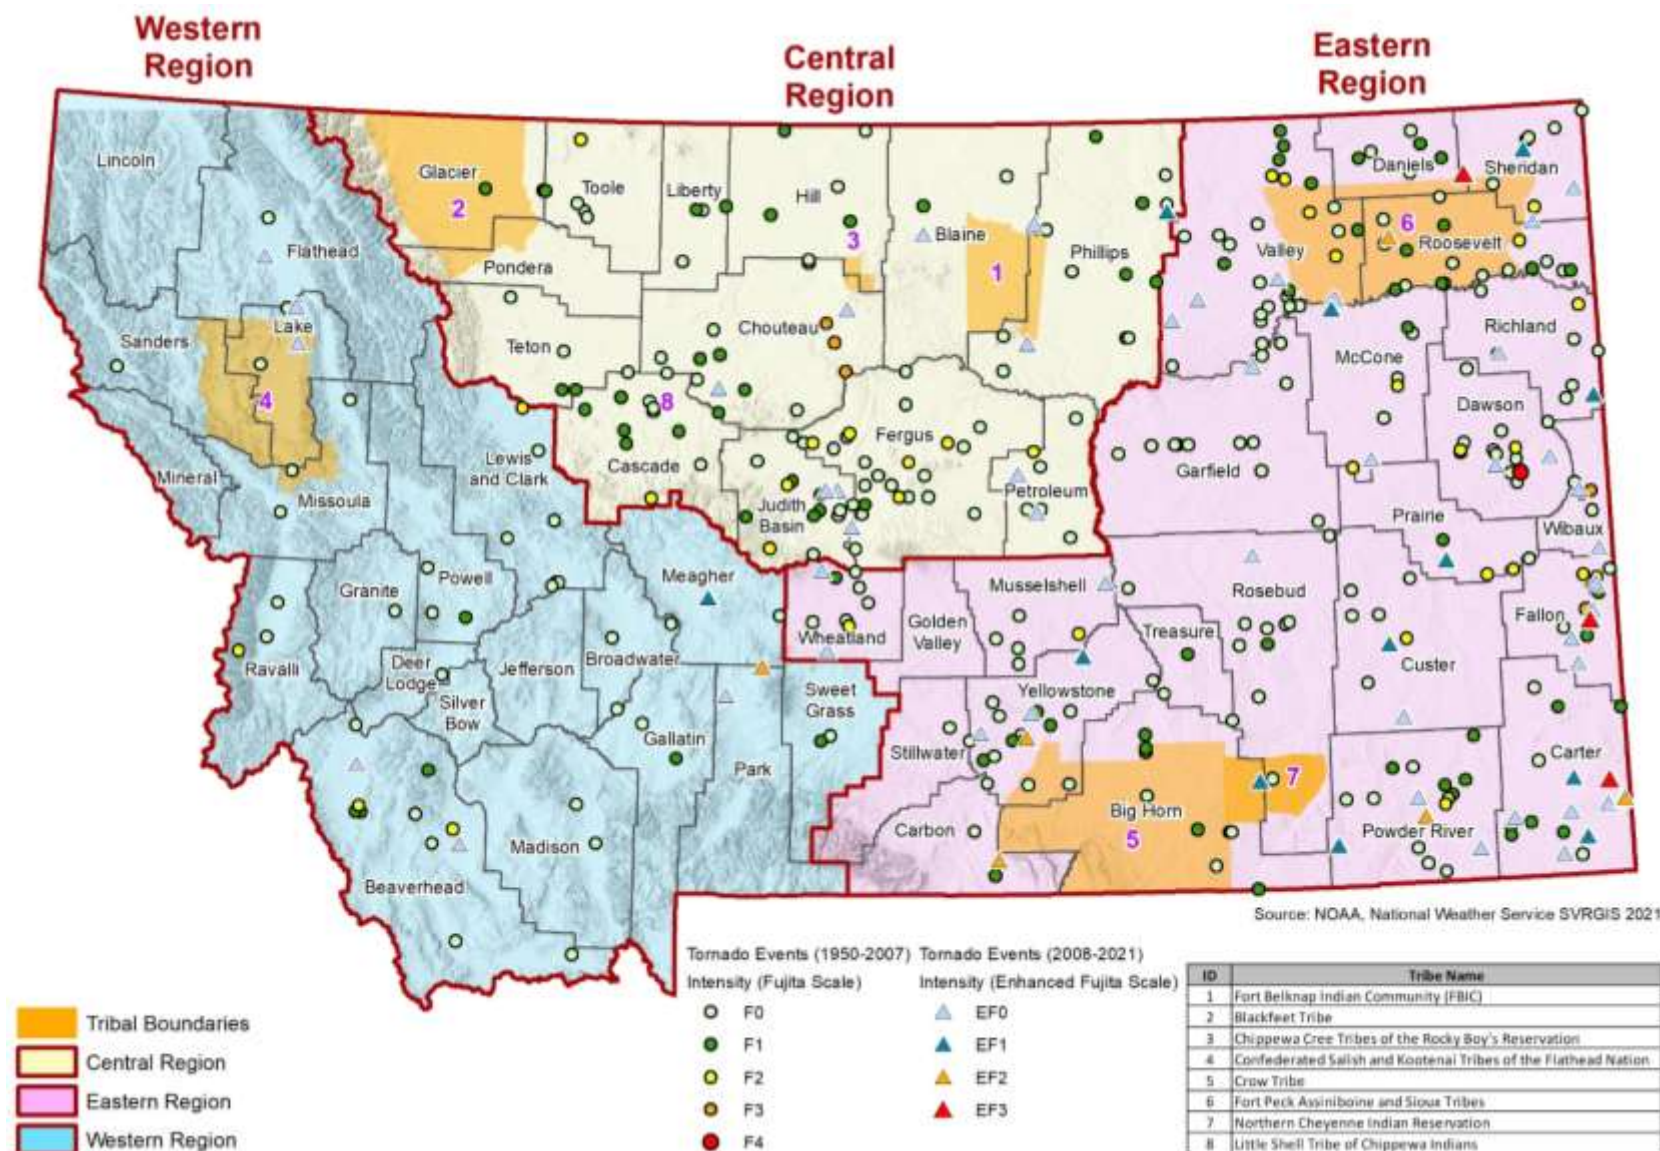 Western
Region
Central
Region
Eastern
Region
Lincoln
Flathead
Glacier
2
Toole
Liberty
Hill
3
Blaine
1
Phillips
Valley
Daniels
Sheridan
6
Roosevelt
Pondera
Sanders
Lake
4
Teton
Chouteau
8
McCone
Richland
Dawson
Mineral
Missoula
Lewis
and Clark
Cascade
Fergus
Judith
Basin
Petroleum
Garfield
Prairie
Wibaux
Granite
Powell
Meagher
Musselshell
Rosebud
Fallon
Ravalli
Deer
Lodge
Silver
Bow
Jefferson
Broadwater
Wheatland
Golden
Valley
Treasure
Custer
Sweet
Grass
Yellowstone
Gallatin
Park
Stillwater
Carter
7
Big Horn
5
Carbon
Powder River
Madison
Beaverhead
Source: NOAA, National Weather Service SVRGIS 2021
Tribal Boundaries
Central Region
Eastern Region
Western Region
Tornado Events (1950-2007)
Intensity (Fujita Scale)
F0
F1
F2
F3
F4
Tornado Events (2008-2021)
Intensity (Enhanced Fujita Scale)
EF0
EF1
EF2
EF3
ID Tribe Name
1 Fort Belknap Indian Community (FBIC)
2 Blackfeet Tribe
3 Chippewa Cree Tribes of the Rocky Boy's Reservation
4 Confederated Salish and Kootenai Tribes of the Flathead Nation
5 Crow Tribe
6 Fort Peck Assiniboine and Sioux Tribes
7 Northern Cheyenne Indian Reservation
8 Little Shell Tribe of Chippewa Indians